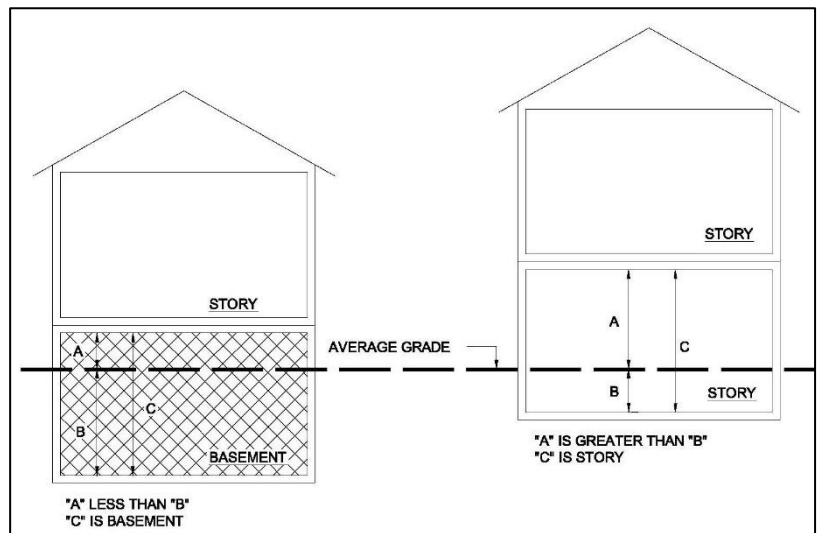 STORY
A
B
C
BASEMENT
"A" LESS THAN "B"
"C" IS BASEMENT
AVERAGE GRADE
STORY
A
C
B
STORY
"A" IS GREATER THAN "B"
"C" IS STORY